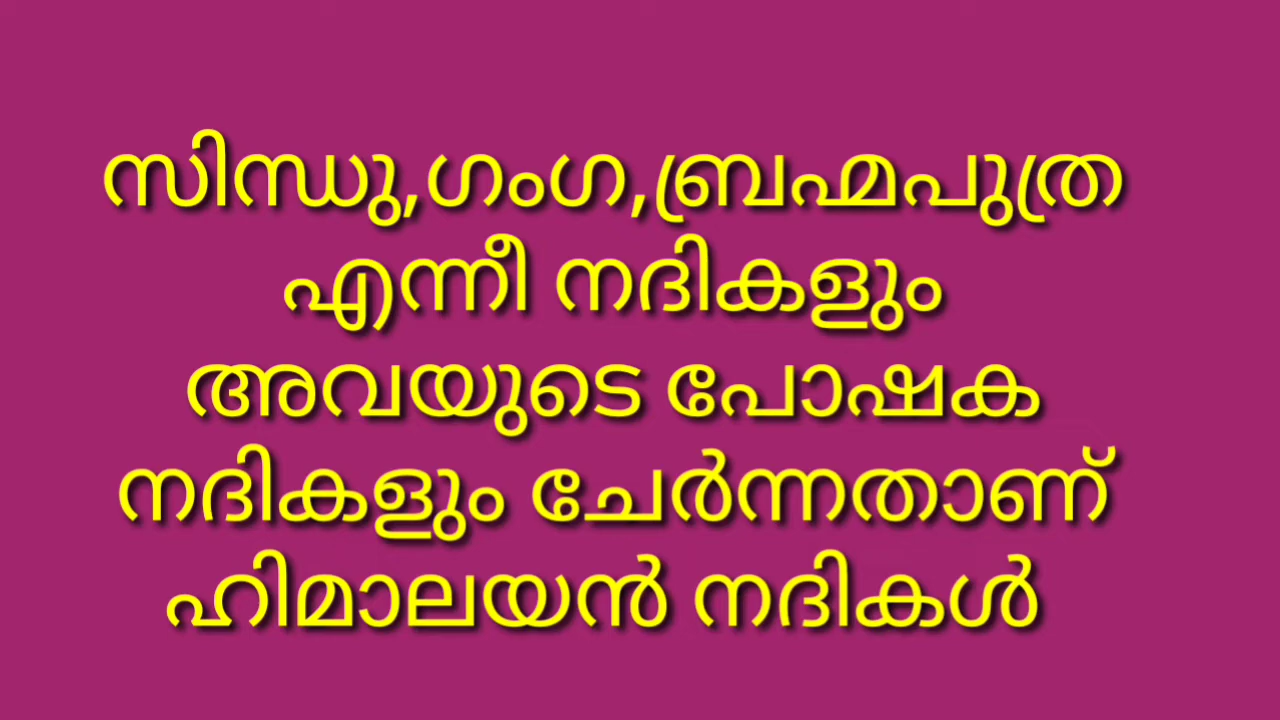 സിന്ധു,ഗംഗ,ബ്രഹ്മപുത്ര
എന്നീ നദികളും
അവയുടെ പോഷക
നദികളും ചേർന്നതാണ്
ഹിമാലയൻ നദികൾ